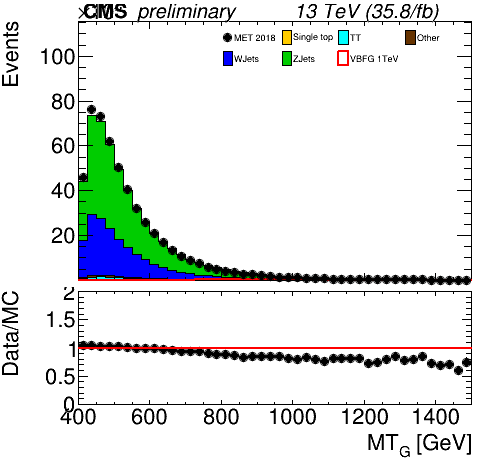 CMS preliminary 13 TeV (35.8/fb)
Events
MET 2018 Single top TT Other
WJets ZJets VBFG 1TeV
100
80
60
40
20
Data/MC
2
1.5
1
0.5
0
400 600 800 1000 1200 1400
MT_G [GeV]